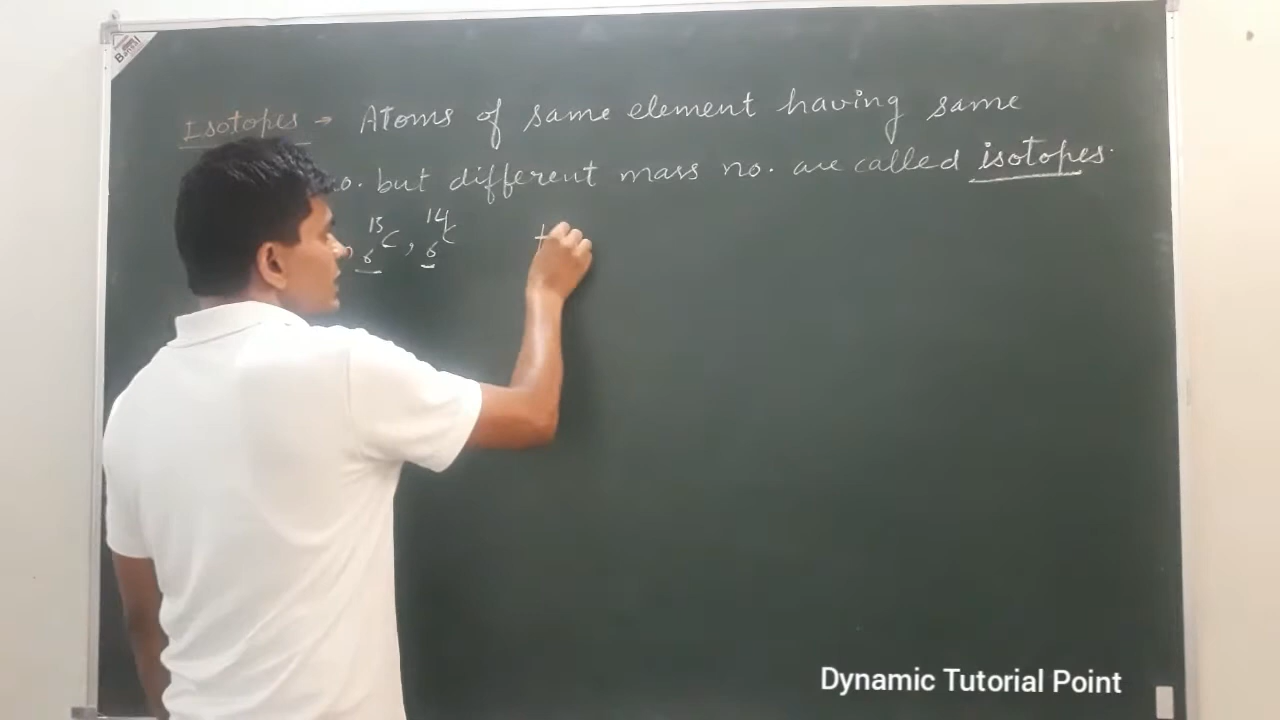 Isotopes → Atoms of same element having same
no. but different mass no. are called isotopes.
13 6 C, 14 6 C
Dynamic Tutorial Point